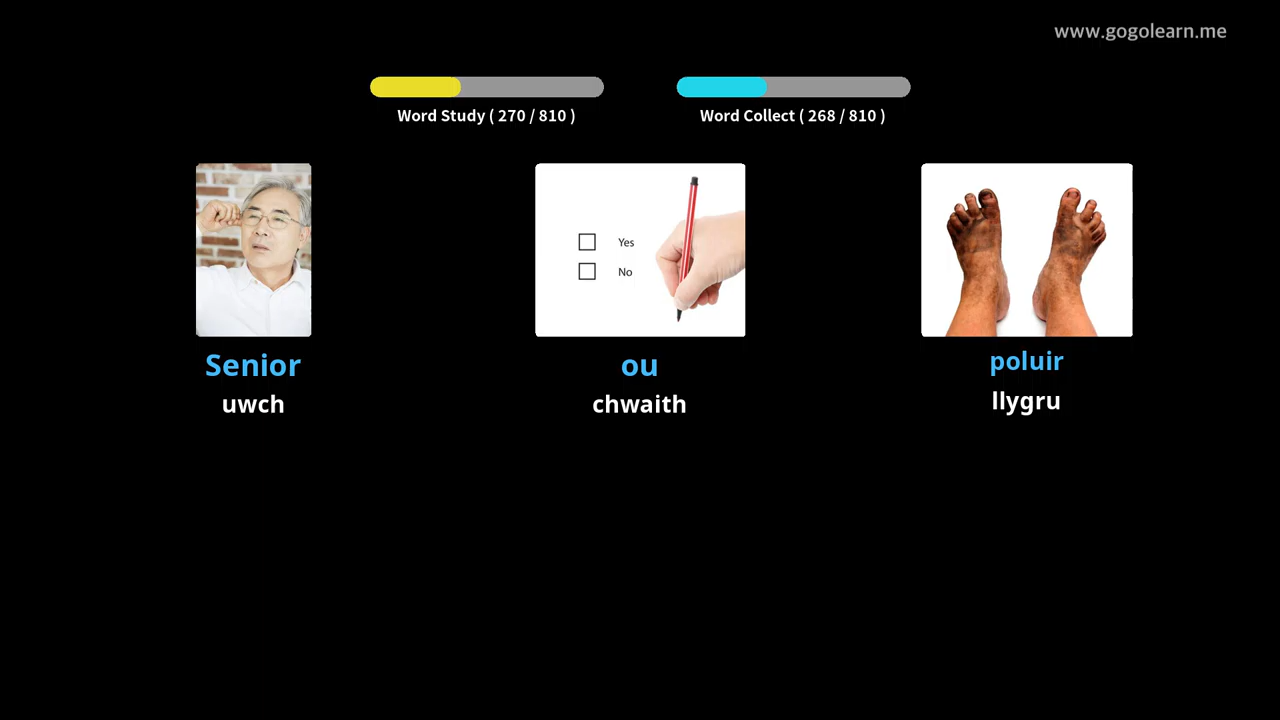 www.gogolearn.me
Word Study ( 270 / 810 )
Word Collect ( 268 / 810 )
Yes
No
Senior
ou
poluir
uwch
chwaith
llygru